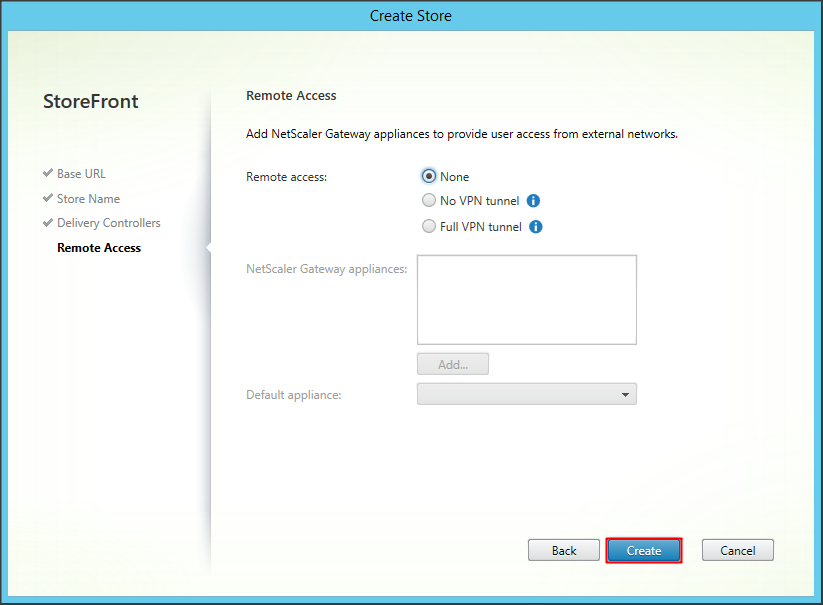 Create Store
StoreFront
Base URL
Store Name
Delivery Controllers
Remote Access
Remote Access
Add NetScaler Gateway appliances to provide user access from external networks.
Remote access:
None
No VPN tunnel
Full VPN tunnel
NetScaler Gateway appliances:
Add...
Default appliance:
Back
Create
Cancel